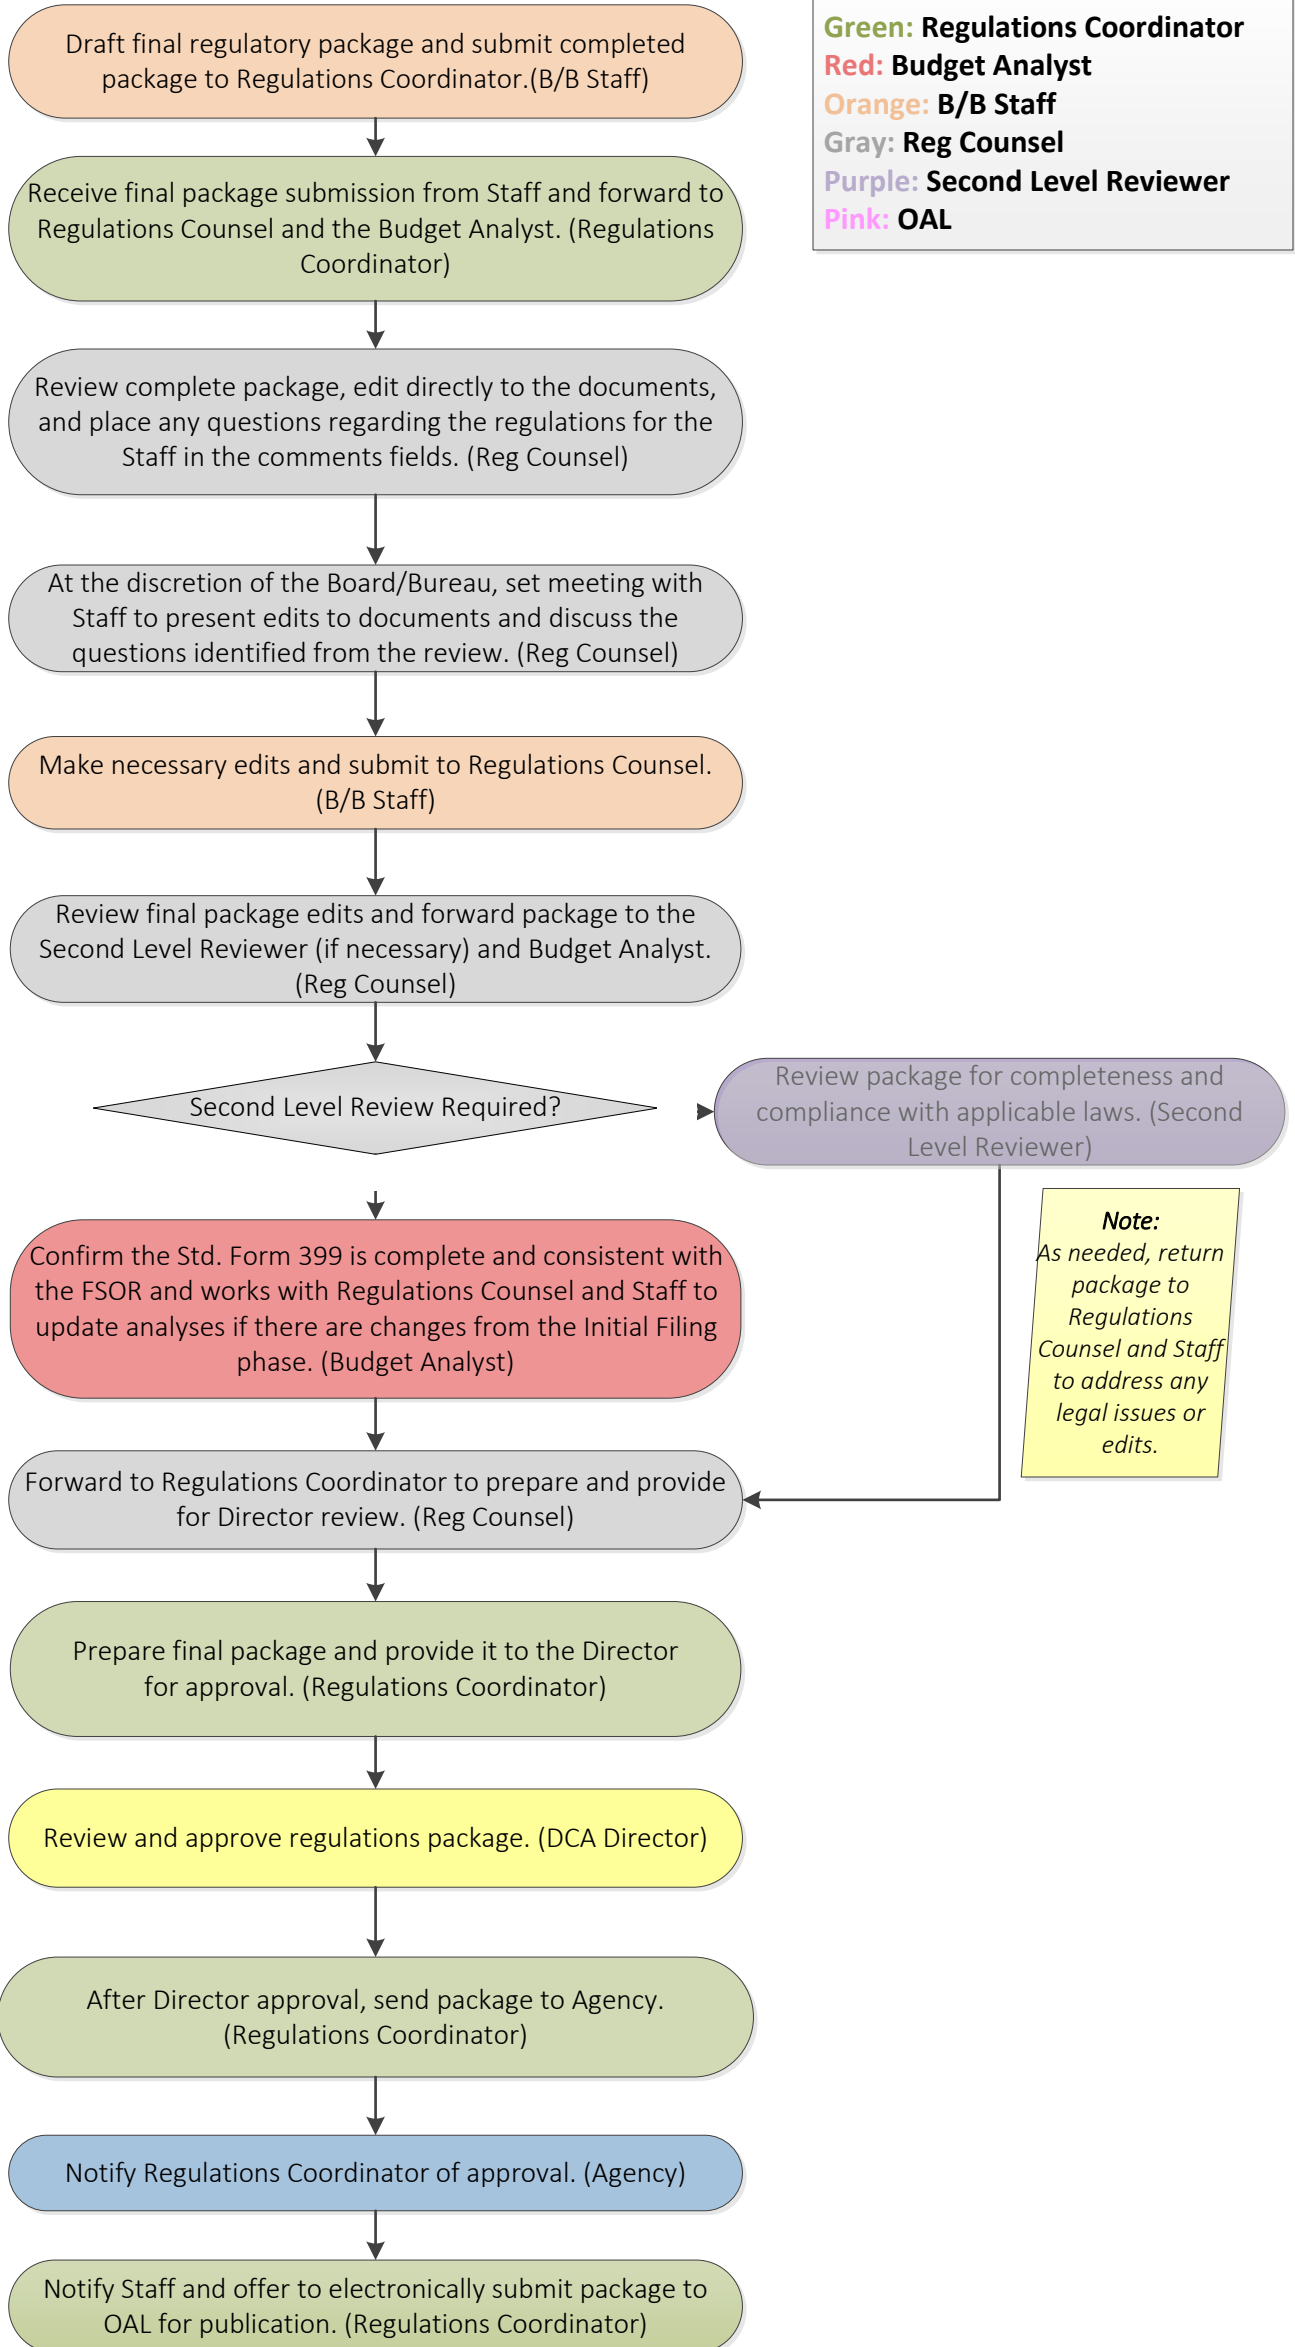 Draft final regulatory package and submit completed
package to Regulations Coordinator.(B/B Staff)
Green: Regulations Coordinator
Red: Budget Analyst
Orange: B/B Staff
Gray: Reg Counsel
Purple: Second Level Reviewer
Pink: OAL
Receive final package submission from Staff and forward to
Regulations Counsel and the Budget Analyst. (Regulations
Coordinator)
Review complete package, edit directly to the documents,
and place any questions regarding the regulations for the
Staff in the comments fields. (Reg Counsel)
At the discretion of the Board/Bureau, set meeting with
Staff to present edits to documents and discuss the
questions identified from the review. (Reg Counsel)
Make necessary edits and submit to Regulations Counsel.
(B/B Staff)
Review final package edits and forward package to the
Second Level Reviewer (if necessary) and Budget Analyst.
(Reg Counsel)
Second Level Review Required?
Review package for completeness and
compliance with applicable laws. (Second
Level Reviewer)
Note:
As needed, return
package to
Regulations
Counsel and Staff
to address any
legal issues or
edits.
Confirm the Std. Form 399 is complete and consistent with
the FSOR and works with Regulations Counsel and Staff to
update analyses if there are changes from the Initial Filing
phase. (Budget Analyst)
Forward to Regulations Coordinator to prepare and provide
for Director review. (Reg Counsel)
Prepare final package and provide it to the Director
for approval. (Regulations Coordinator)
Review and approve regulations package. (DCA Director)
After Director approval, send package to Agency.
(Regulations Coordinator)
Notify Regulations Coordinator of approval. (Agency)
Notify Staff and offer to electronically submit package to
OAL for publication. (Regulations Coordinator)